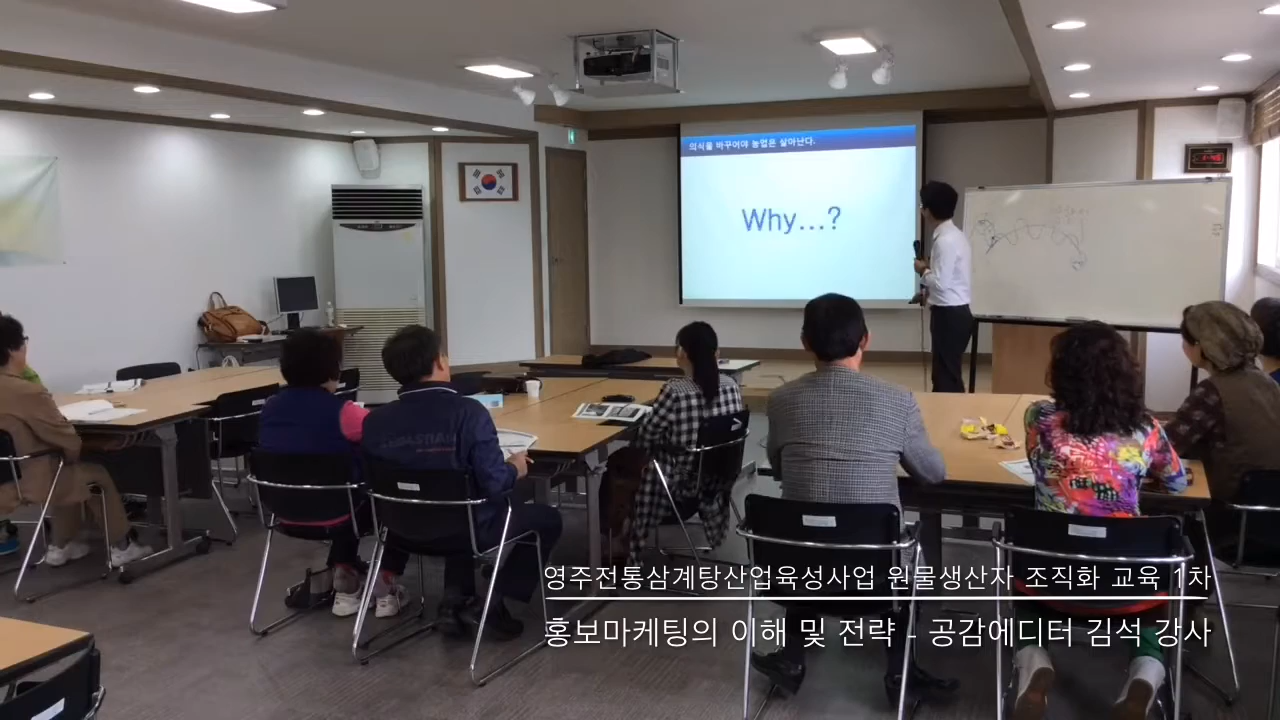 의식을 바꾸어야 농업은 살아난다.
Why...?
영주전통삼계탕산업육성사업 원물생산자 조직화 교육 1차
홍보마케팅의 이해 및 전략 - 공감에디터 김석 강사